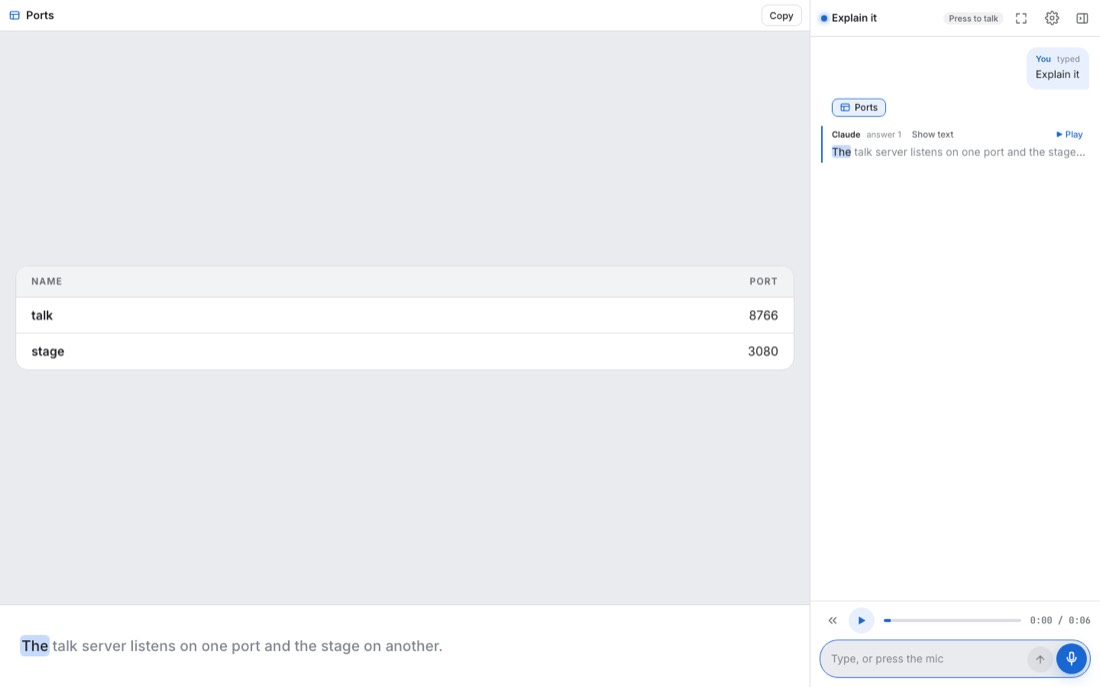 Ports
Copy
NAME PORT
talk 8766
stage 3080
The talk server listens on one port and the stage on another.
Explain it
Press to talk
You typed
Explain it
Ports
Claude answer 1 Show text Play
The talk server listens on one port and the stage...
0:00 / 0:06
Type, or press the mic